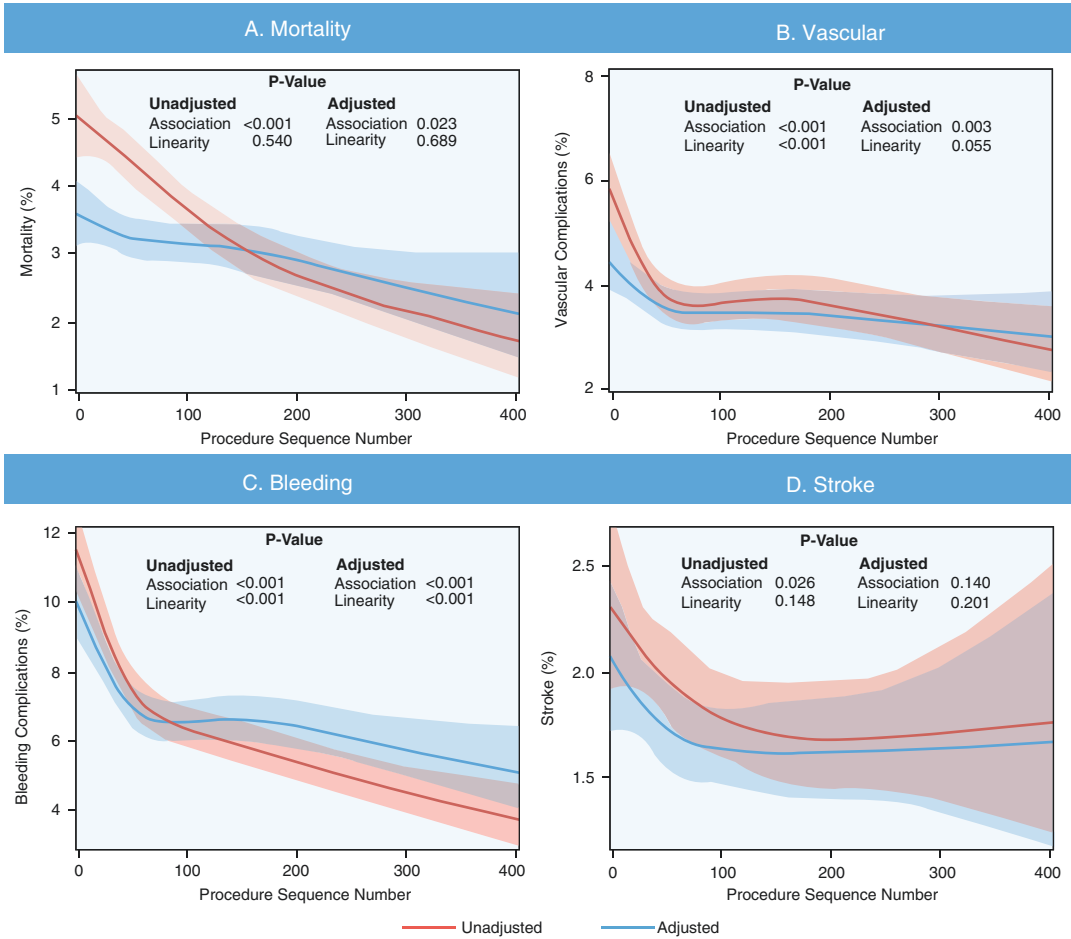 A. Mortality
P-Value
Unadjusted Adjusted
Association <0.001 Association 0.023
Linearity 0.540 Linearity 0.689
5
4
3
2
1
Mortality (%)
0 100 200 300 400
Procedure Sequence Number
B. Vascular
P-Value
Unadjusted Adjusted
Association <0.001 Association 0.003
Linearity <0.001 Linearity 0.055
8
6
4
2
Vascular Complications (%)
0 100 200 300 400
Procedure Sequence Number
C. Bleeding
P-Value
Unadjusted Adjusted
Association <0.001 Association <0.001
Linearity <0.001 Linearity <0.001
12
10
8
6
4
Bleeding Complications (%)
0 100 200 300 400
Procedure Sequence Number
D. Stroke
P-Value
Unadjusted Adjusted
Association 0.026 Association 0.140
Linearity 0.148 Linearity 0.201
2.5
2.0
1.5
Stroke (%)
0 100 200 300 400
Procedure Sequence Number
Unadjusted Adjusted